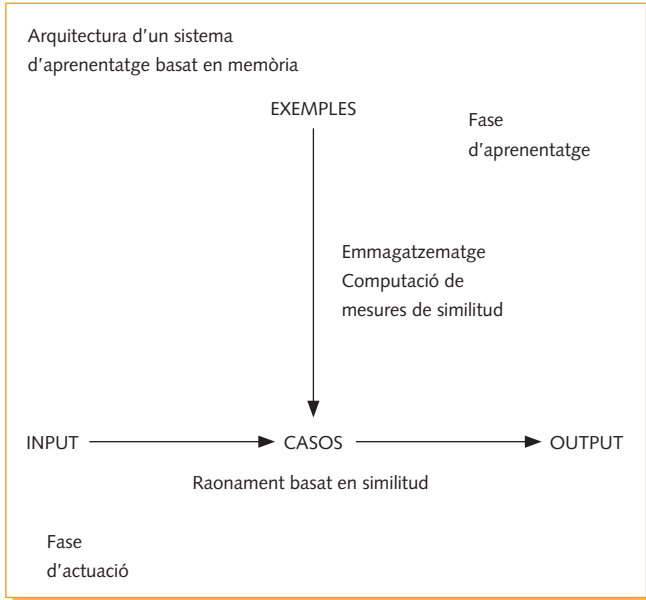 Arquitectura d'un sistema
d'aprenentatge basat en memòria
EXEMPLES
Fase
d'aprenentatge
Emmagatzematge
Computació de
mesures de similitud
INPUT
CASOS
OUTPUT
Raonament basat en similitud
Fase
d'actuació